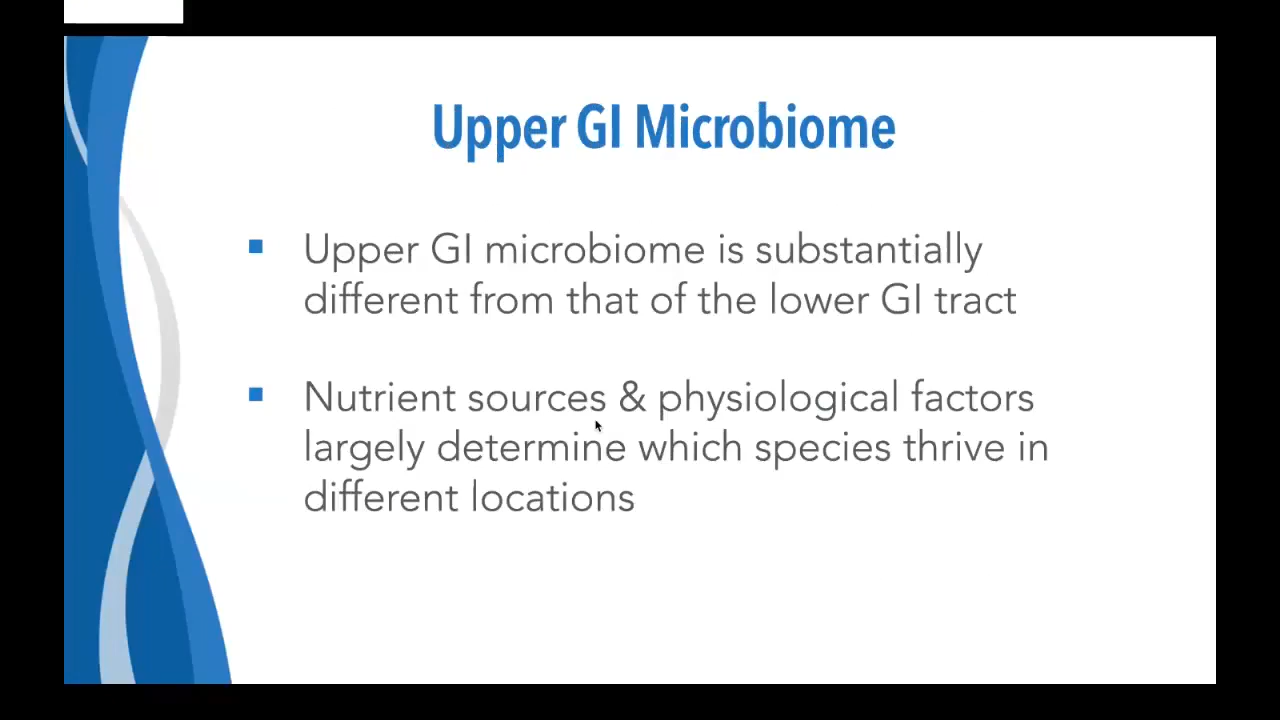 Upper GI Microbiome
Upper GI microbiome is substantially
different from that of the lower GI tract
Nutrient sources & physiological factors
largely determine which species thrive in
different locations